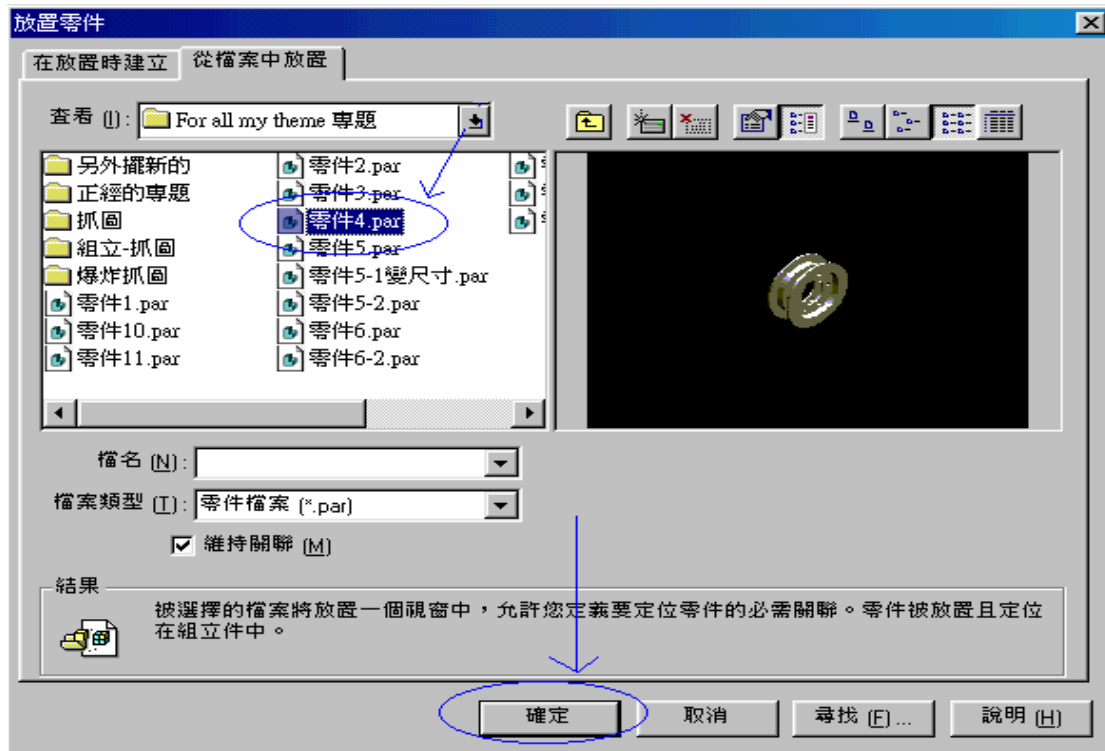 放置零件
在放置時建立 從檔案中放置
查看 (I): For all my theme 專題
另外擺新的
正經的專題
抓圖
組立-抓圖
爆炸抓圖
零件1.par
零件10.par
零件11.par
零件2.par
零件3.par
零件4.par
零件5.par
零件5-1變尺寸.par
零件5-2.par
零件6.par
零件6-2.par
檔名 (N):
檔案類型 (T): 零件檔案 (*.par)
維持關聯 (M)
結果
被選擇的檔案將放置一個視窗中，允許您定義要定位零件的必需關聯。零件被放置且定位
在組立件中。
確定 取消 尋找 (F)... 說明 (H)